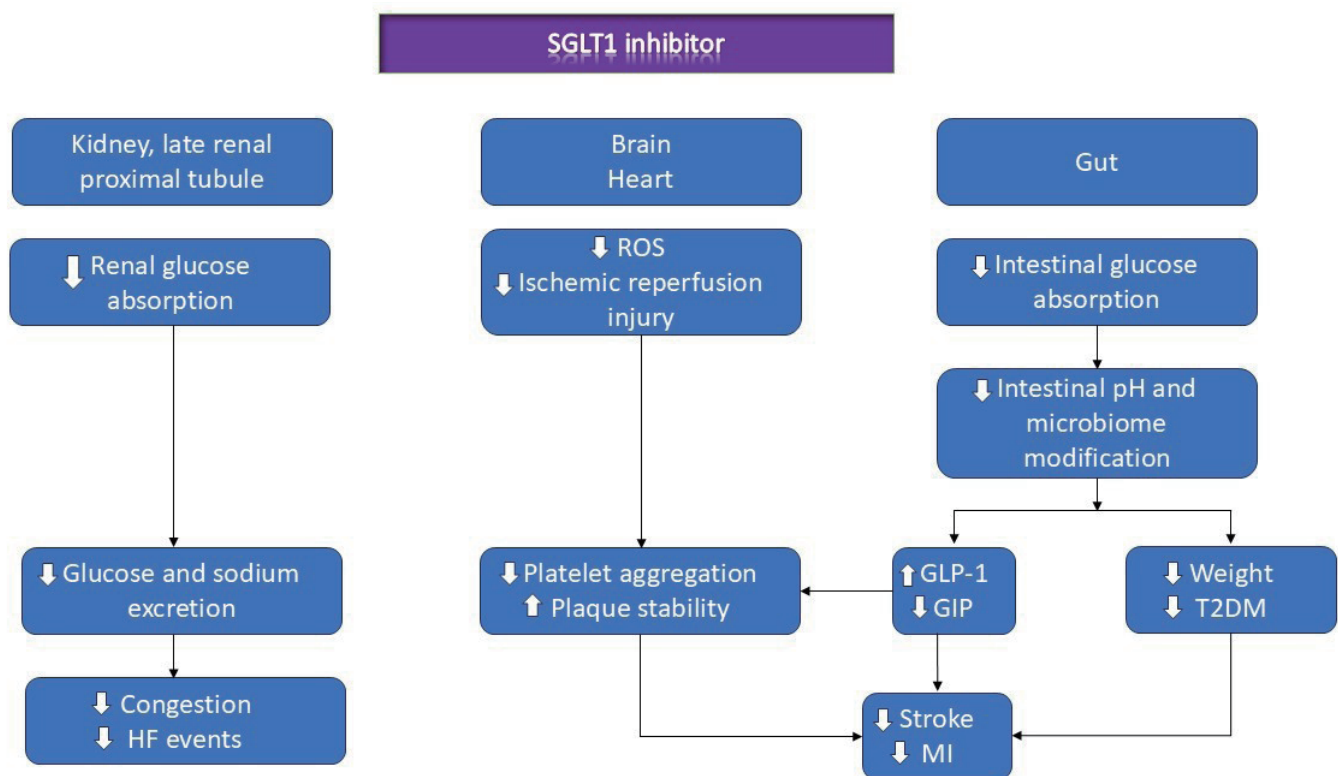 SGLT1 inhibitor
Kidney, late renal
proximal tubule
Brain
Heart
Gut
↓ Renal glucose
absorption
↓ ROS
↓ Ischemic reperfusion
injury
↓ Intestinal glucose
absorption
↓ Intestinal pH and
microbiome
modification
↓ Glucose and sodium
excretion
↓ Platelet aggregation
↑ Plaque stability
↑ GLP-1
↓ GIP
↓ Weight
↓ T2DM
↓ Congestion
↓ HF events
↓ Stroke
↓ MI